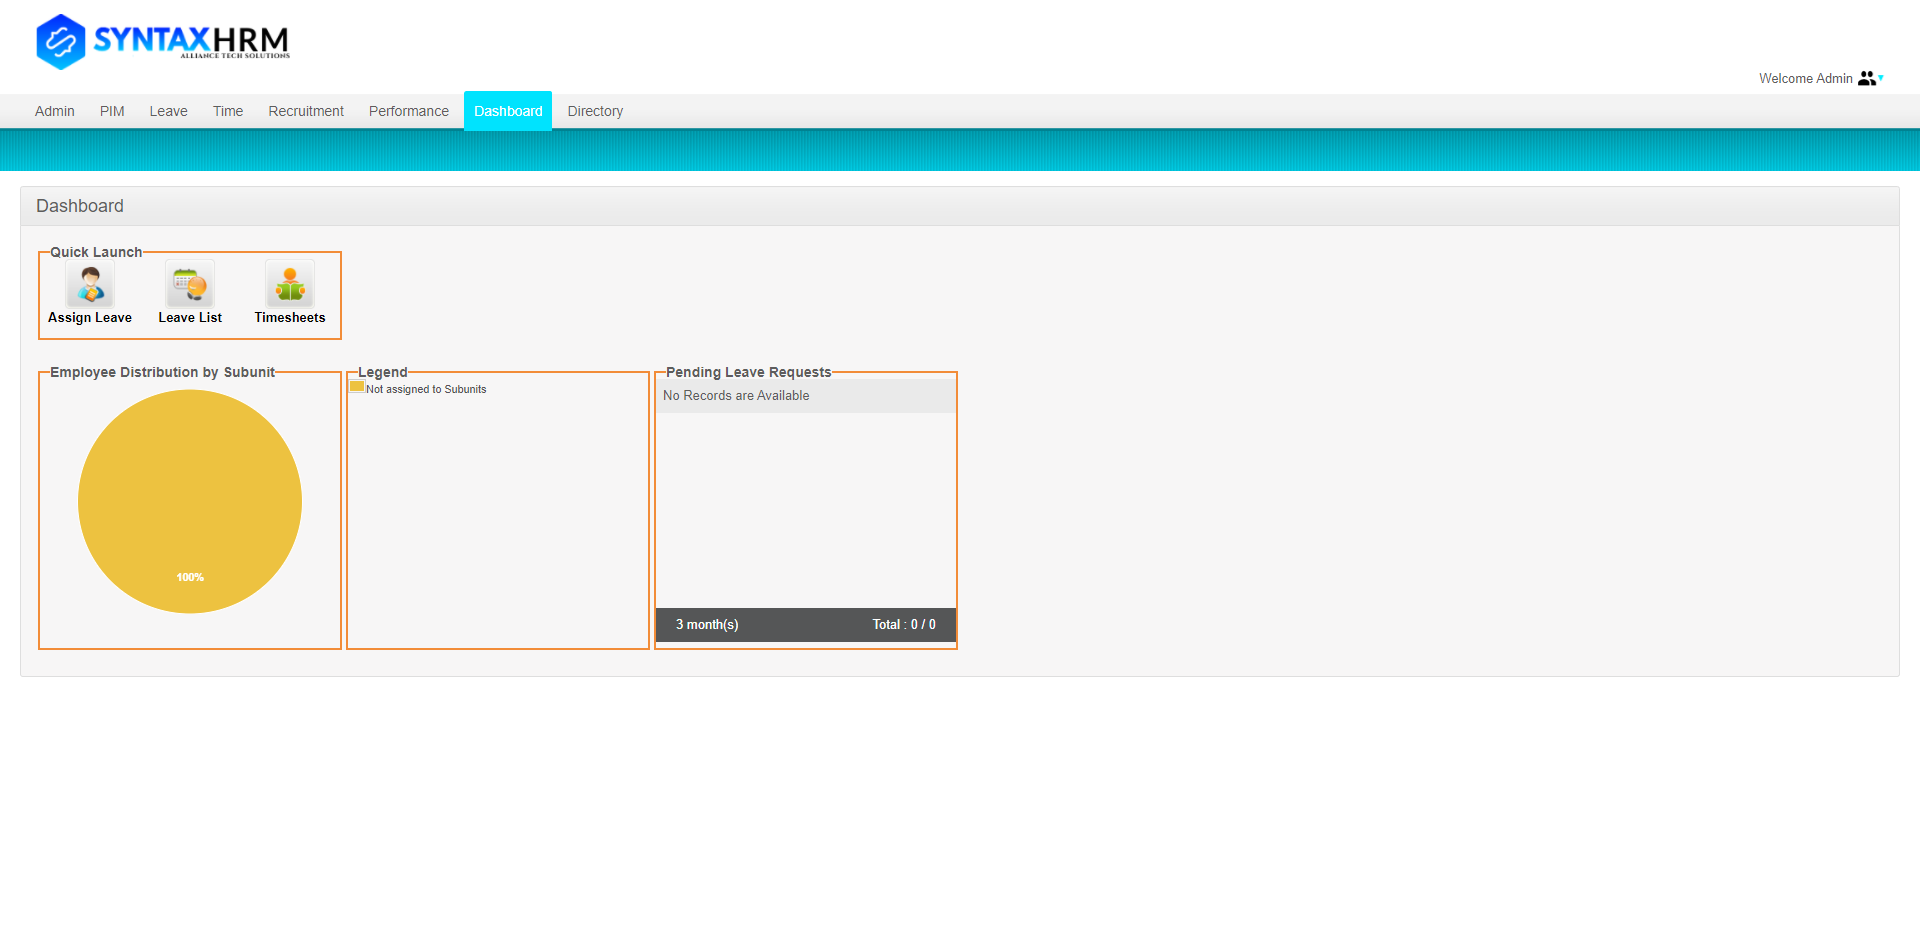 SYNTAXHRM
ALLIANCE TECH SOLUTIONS
Welcome Admin
Admin PIM Leave Time Recruitment Performance Dashboard Directory
Dashboard
Quick Launch
Assign Leave Leave List Timesheets
Employee Distribution by Subunit
100%
Legend
Not assigned to Subunits
Pending Leave Requests
No Records are Available
3 month(s) Total : 0 / 0